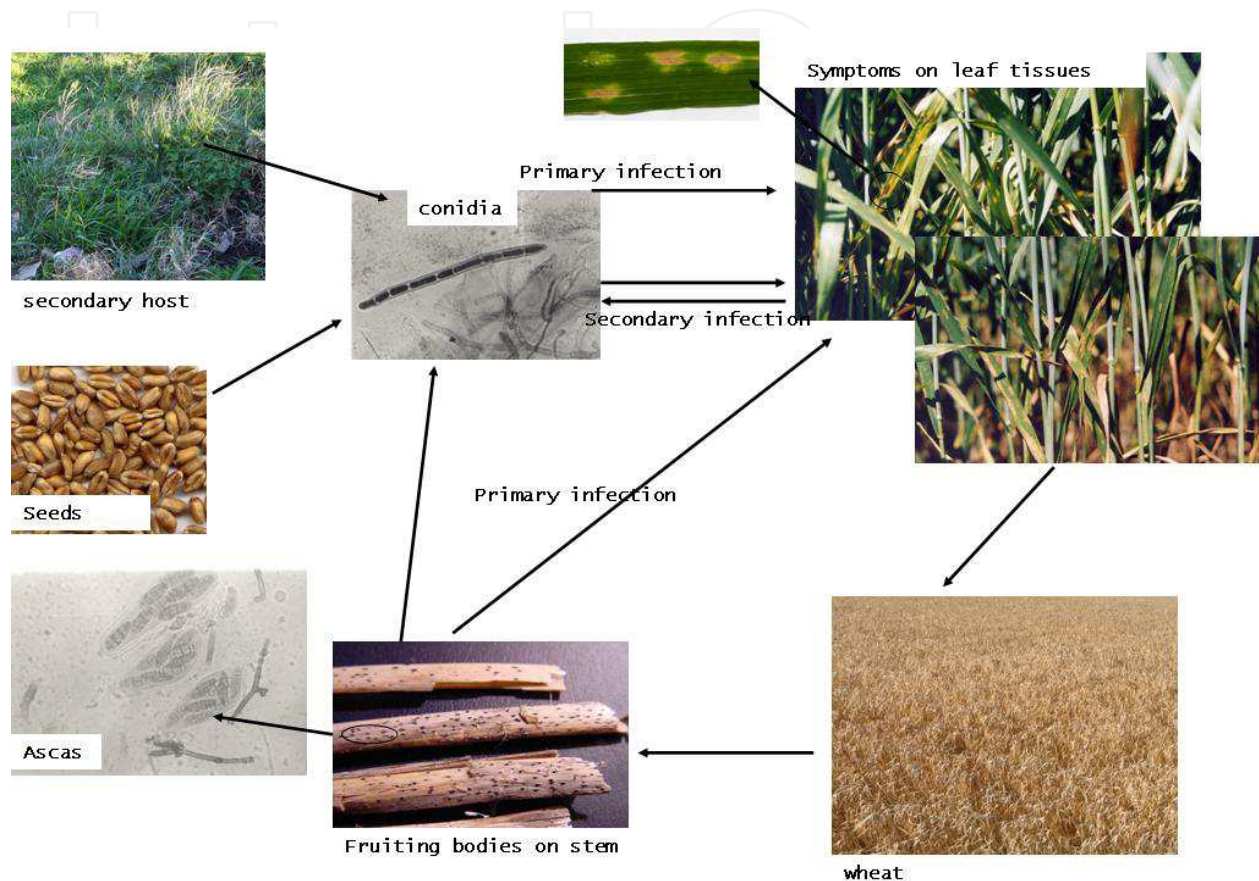 Symptoms on leaf tissues
Primary infection
conidia
secondary host
Secondary infection
Seeds
Primary infection
Ascas
Fruiting bodies on stem
wheat